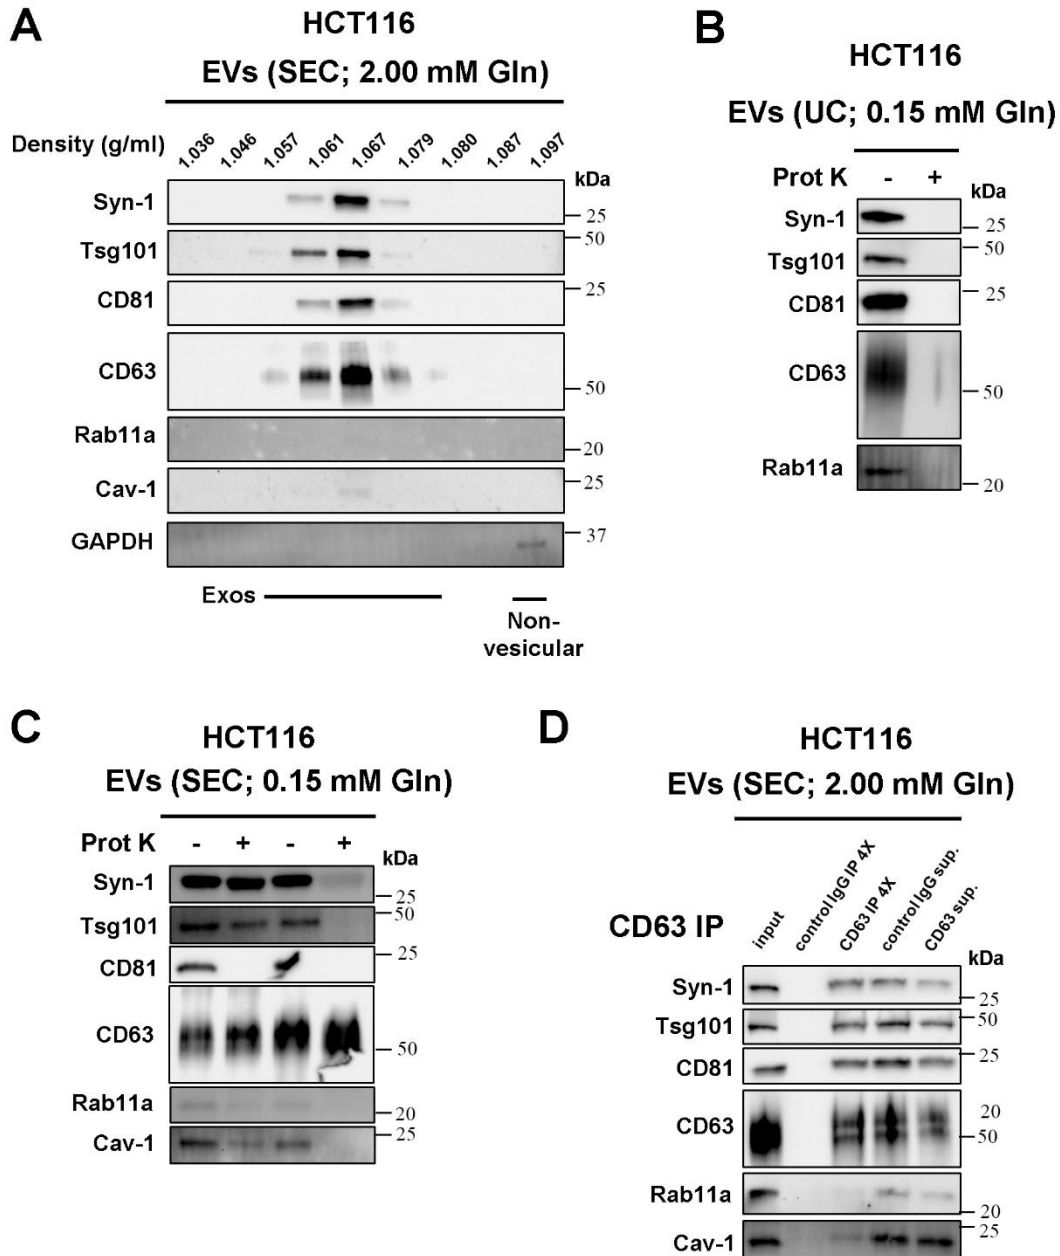 A
HCT116
EVs (SEC; 2.00 mM Gln)
Density (g/ml) 1.036 1.046 1.057 1.061 1.067 1.079 1.080 1.087 1.097
kDa
Syn-1 25
Tsg101 50
CD81 25
CD63 50
Rab11a 20
Cav-1 25
GAPDH 37
Exos
Non-
vesicular
B
HCT116
EVs (UC; 0.15 mM Gln)
Prot K - +
kDa
Syn-1 25
Tsg101 50
CD81 25
CD63 50
Rab11a 20
C
HCT116
EVs (SEC; 0.15 mM Gln)
Prot K - + - +
kDa
Syn-1 25
Tsg101 50
CD81 25
CD63 50
Rab11a 20
Cav-1 25
D
HCT116
EVs (SEC; 2.00 mM Gln)
CD63 IP input control IgG IP 4X CD63 IP 4X control IgG sup. CD63 sup.
kDa
Syn-1 25
Tsg101 50
CD81 25
CD63 20
50
Rab11a 20
Cav-1 25